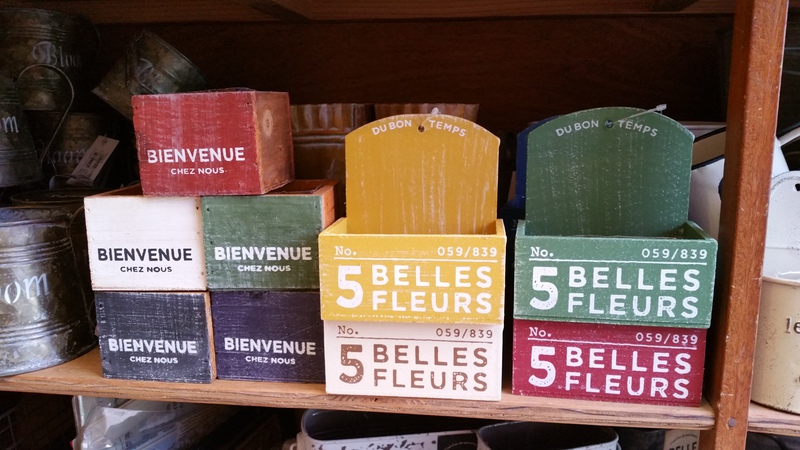 Bloom
BIENVENUE
CHEZ NOUS
BIENVENUE
CHEZ NOUS
BIENVENUE
CHEZ NOUS
BIENVENUE
CHEZ NOUS
BIENVENUE
CHEZ NOUS
DU BON TEMPS
No. 059/839
5 BELLES
FLEURS
No. 059/839
5 BELLES
FLEURS
DU BON TEMPS
No. 059/839
5 BELLES
FLEURS
No. 059/839
5 BELLES
FLEURS